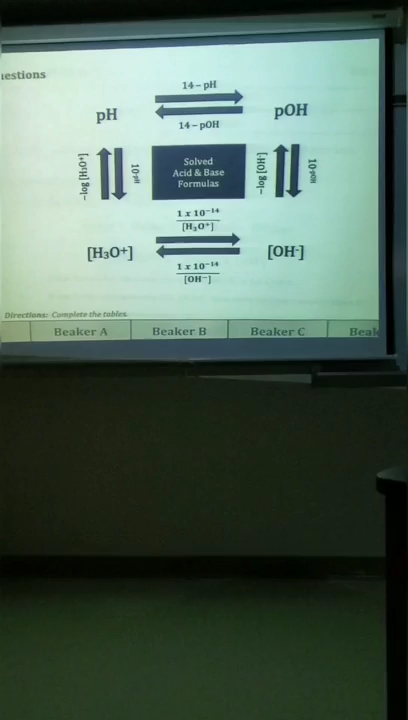 estions
14 – pH
pH
pOH
14 – pOH
–log [H₃O⁺]
10⁻ᵖᴴ
Solved
Acid & Base
Formulas
–log [OH⁻]
10⁻ᵖᴼᴴ
1 x 10⁻¹⁴
[H₃O⁺]
[H₃O⁺]
[OH⁻]
1 x 10⁻¹⁴
[OH⁻]
Directions: Complete the tables.
Beaker A Beaker B Beaker C Beak